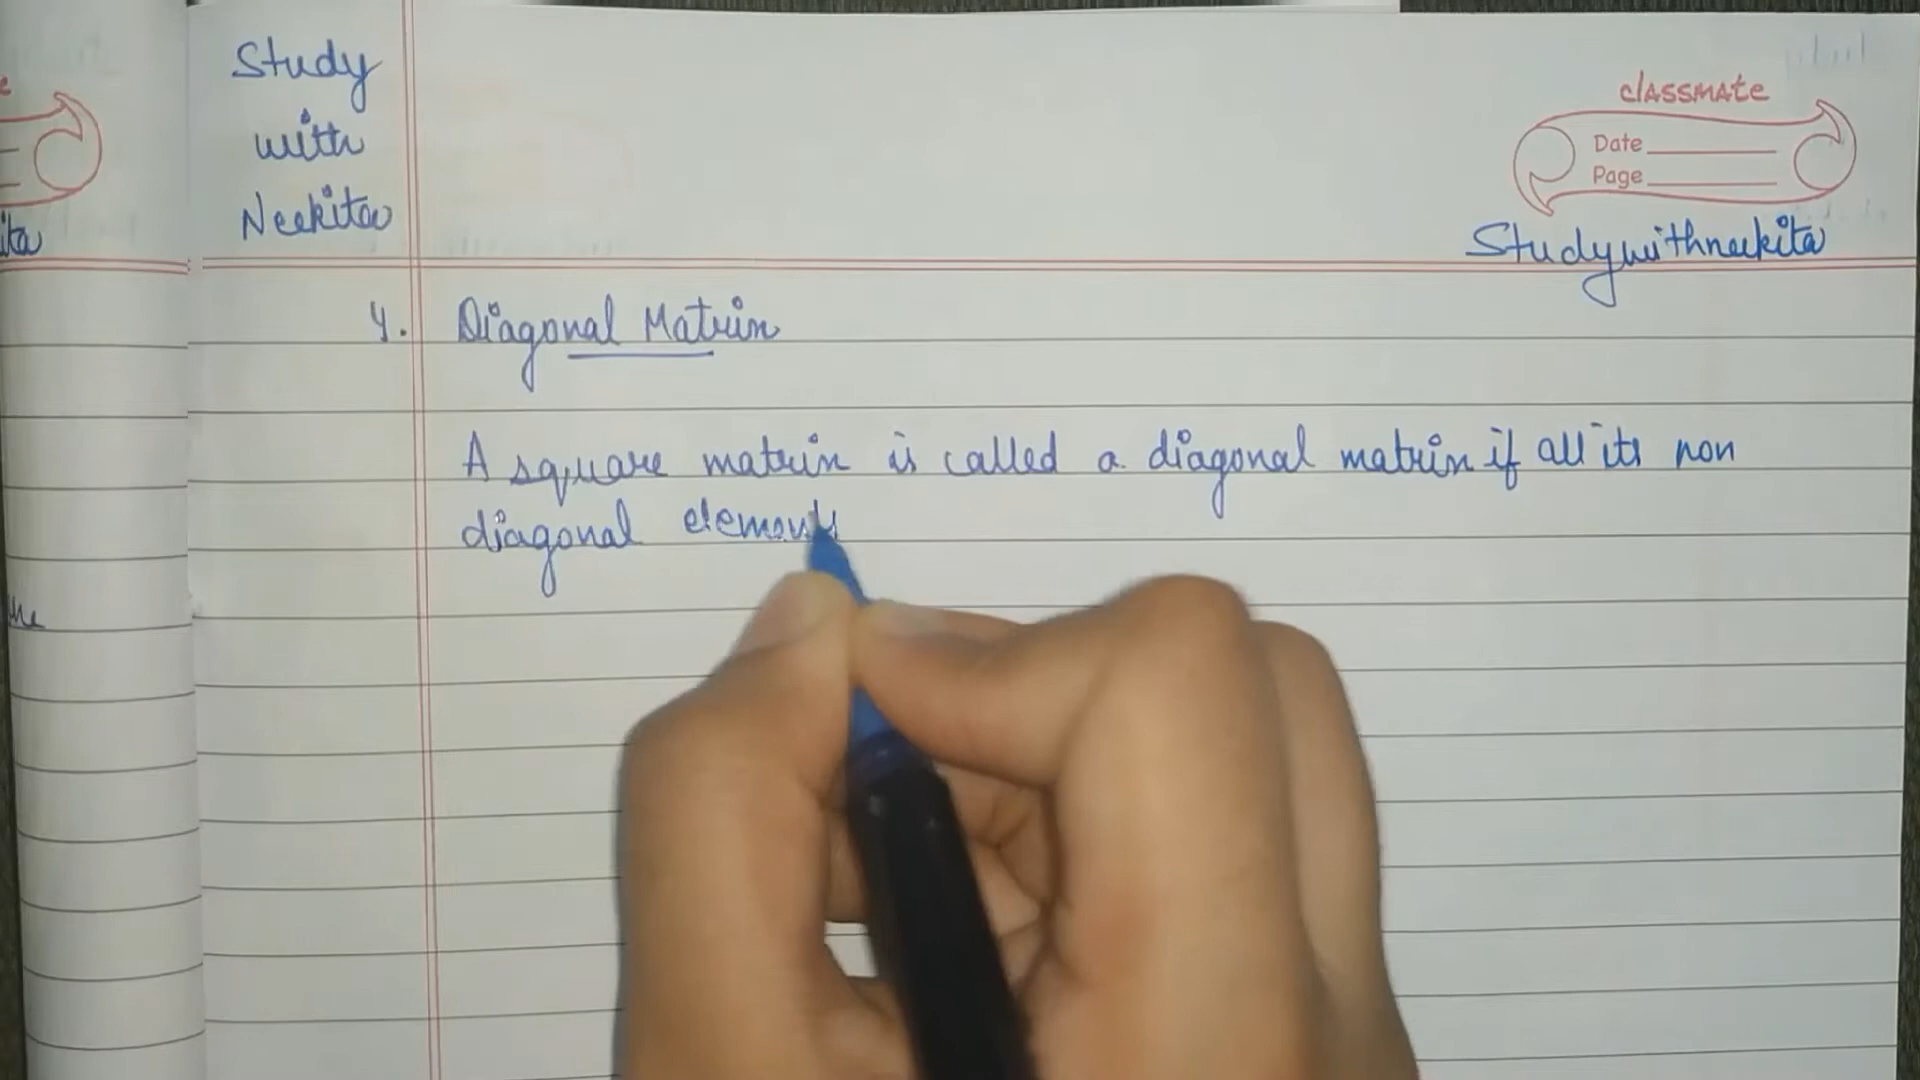 Study
with
Neekita
classmate
Date
Page
Studywithneekita
4. Diagonal Matrix
A square matrix is called a diagonal matrix if all its non
diagonal elements